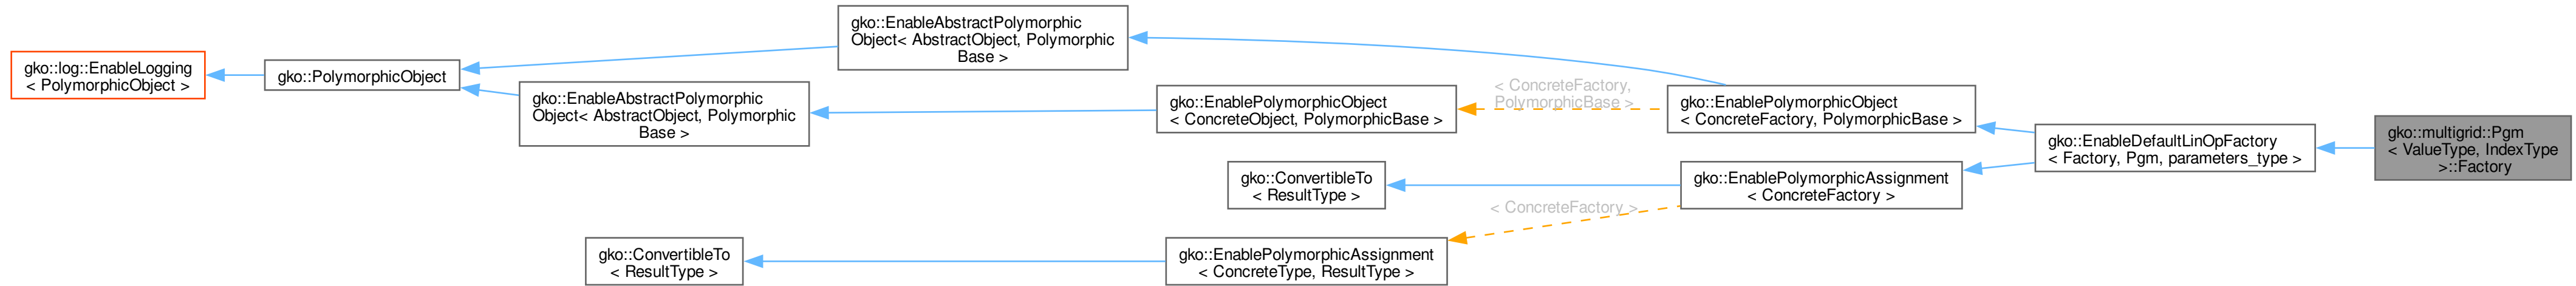 gko::log::EnableLogging
< PolymorphicObject >
gko::PolymorphicObject
gko::EnableAbstractPolymorphic
Object< AbstractObject, Polymorphic
Base >
gko::EnableAbstractPolymorphic
Object< AbstractObject, Polymorphic
Base >
gko::EnablePolymorphicObject
< ConcreteObject, PolymorphicBase >
< ConcreteFactory,
PolymorphicBase >
gko::EnablePolymorphicObject
< ConcreteFactory, PolymorphicBase >
gko::ConvertibleTo
< ResultType >
gko::EnablePolymorphicAssignment
< ConcreteFactory >
< ConcreteFactory >
gko::ConvertibleTo
< ResultType >
gko::EnablePolymorphicAssignment
< ConcreteType, ResultType >
gko::EnableDefaultLinOpFactory
< Factory, Pgm, parameters_type >
gko::multigrid::Pgm
< ValueType, IndexType
>::Factory